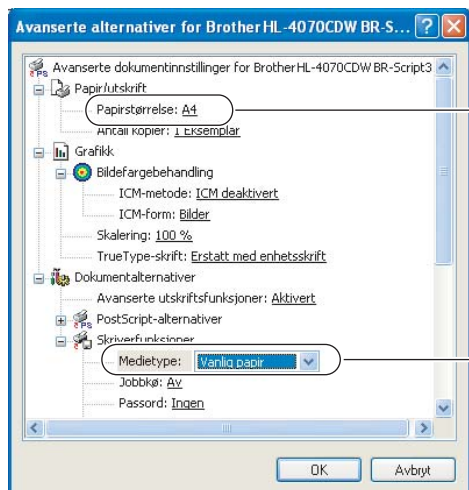 Avanserte alternativer for Brother HL-4070CDW BR-S...
Avanserte dokumentinnstillinger for Brother HL-4070CDW BR-Script3
Papir/utskrift
Papirstørrelse: A4
Antall kopier: 1 Eksemplar
Grafikk
Bildefargebehandling
ICM-metode: ICM deaktivert
ICM-form: Bilder
Skalering: 100 %
TrueType-skrift: Erstatt med enhetsskrift
Dokumentalternativer
Avanserte utskriftsfunksjoner: Aktivert
PostScript-alternativer
Skriverfunksjoner
Medietype: Vanlig papir
Jobbkø: Av
Passord: Ingen
OK Avbryt